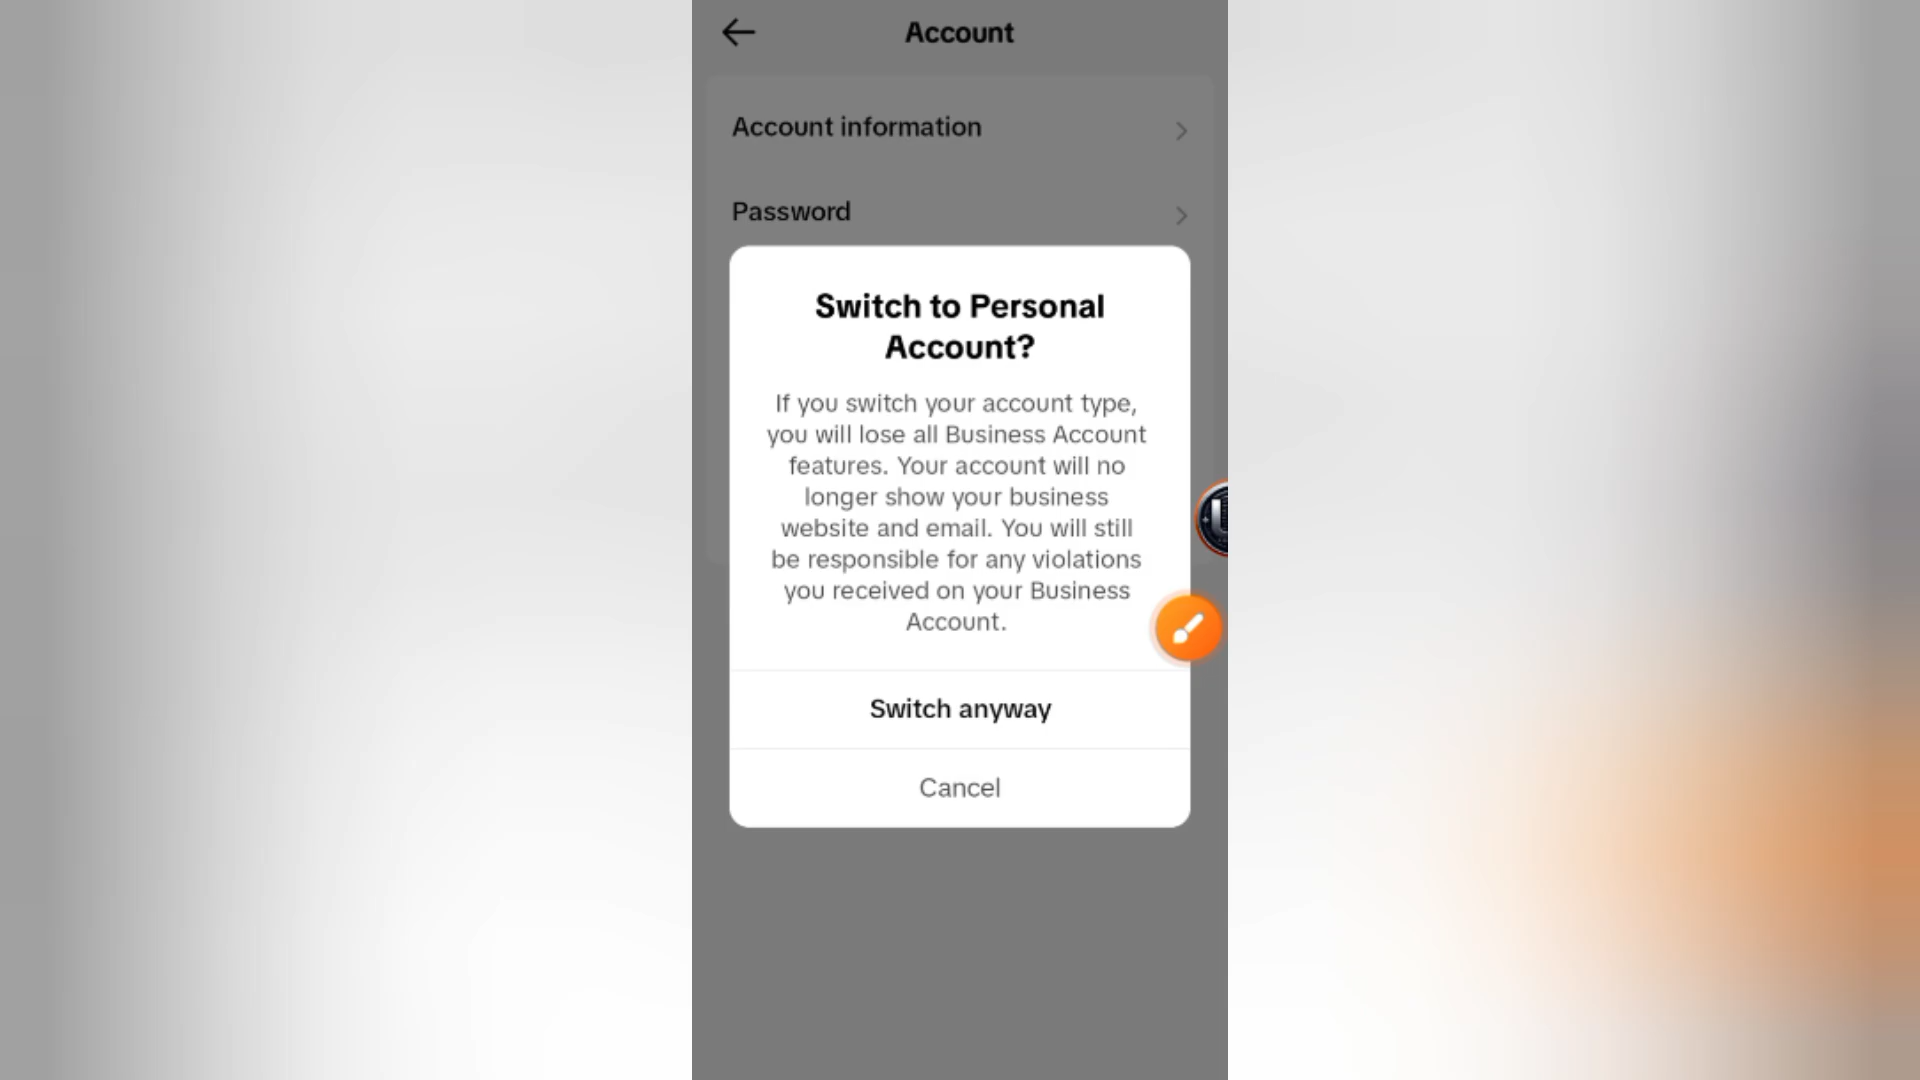 Account
Account information
Password
Switch to Personal
Account?
If you switch your account type,
you will lose all Business Account
features. Your account will no
longer show your business
website and email. You will still
be responsible for any violations
you received on your Business
Account.
Switch anyway
Cancel